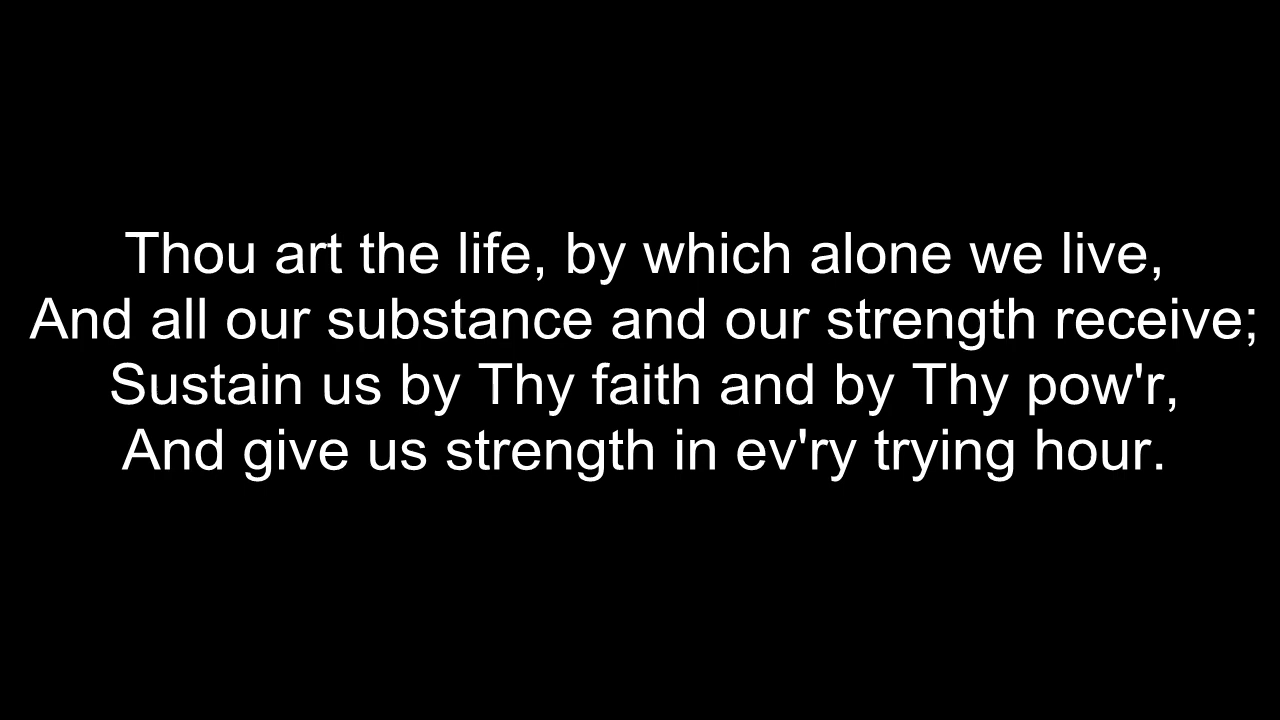 Thou art the life, by which alone we live,
And all our substance and our strength receive;
Sustain us by Thy faith and by Thy pow'r,
And give us strength in ev'ry trying hour.